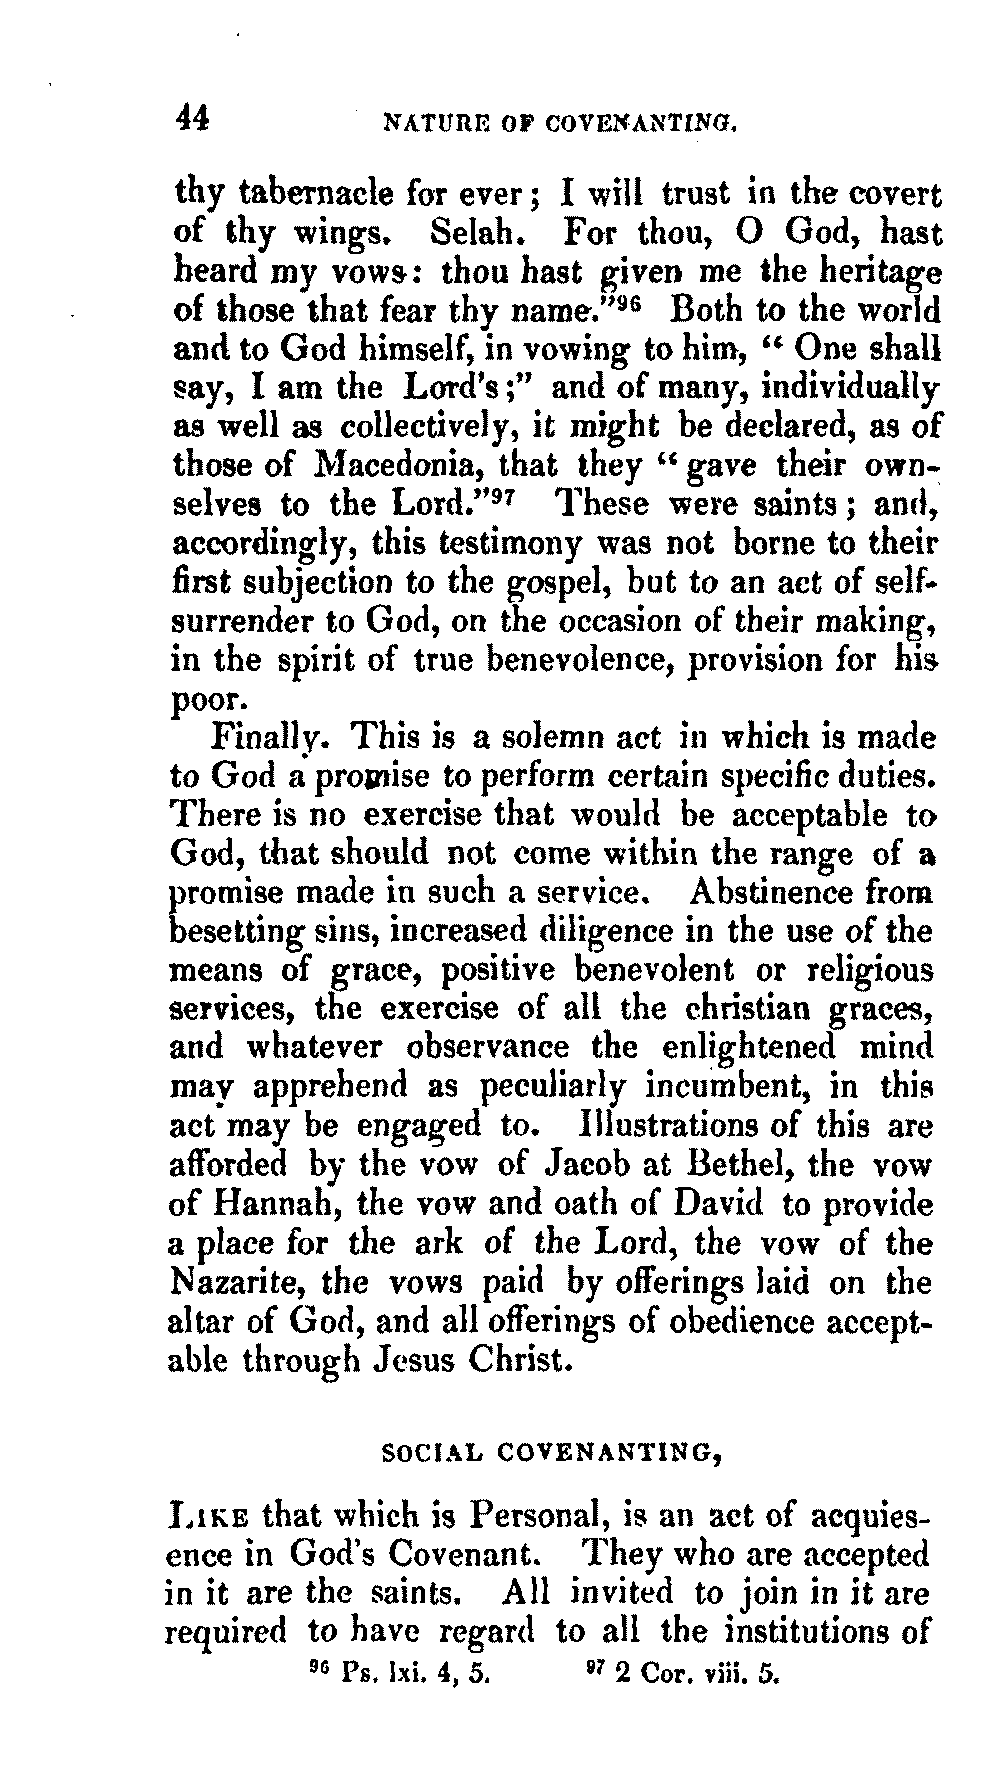 44 NATURE OF COVENANTING.
thy tabernacle for ever; I will trust in the covert
of thy wings. Selah. For thou, O God, hast
heard my vows: thou hast given me the heritage
of those that fear thy name."96 Both to the world
and to God himself, in vowing to him, "One shall
say, I am the Lord's;" and of many, individually
as well as collectively, it might be declared, as of
those of Macedonia, that they "gave their own-
selves to the Lord."97 These were saints; and,
accordingly, this testimony was not borne to their
first subjection to the gospel, but to an act of self-
surrender to God, on the occasion of their making,
in the spirit of true benevolence, provision for his
poor.
Finally. This is a solemn act in which is made
to God a promise to perform certain specific duties.
There is no exercise that would be acceptable to
God, that should not come within the range of a
promise made in such a service. Abstinence from
besetting sins, increased diligence in the use of the
means of grace, positive benevolent or religious
services, the exercise of all the christian graces,
and whatever observance the enlightened mind
may apprehend as peculiarly incumbent, in this
act may be engaged to. Illustrations of this are
afforded by the vow of Jacob at Bethel, the vow
of Hannah, the vow and oath of David to provide
a place for the ark of the Lord, the vow of the
Nazarite, the vows paid by offerings laid on the
altar of God, and all offerings of obedience accept-
able through Jesus Christ.
SOCIAL COVENANTING,
LIKE that which is Personal, is an act of acquies-
ence in God's Covenant. They who are accepted
in it are the saints. All invited to join in it are
required to have regard to all the institutions of
96 Ps. lxi. 4, 5. 97 2 Cor. viii. 5.